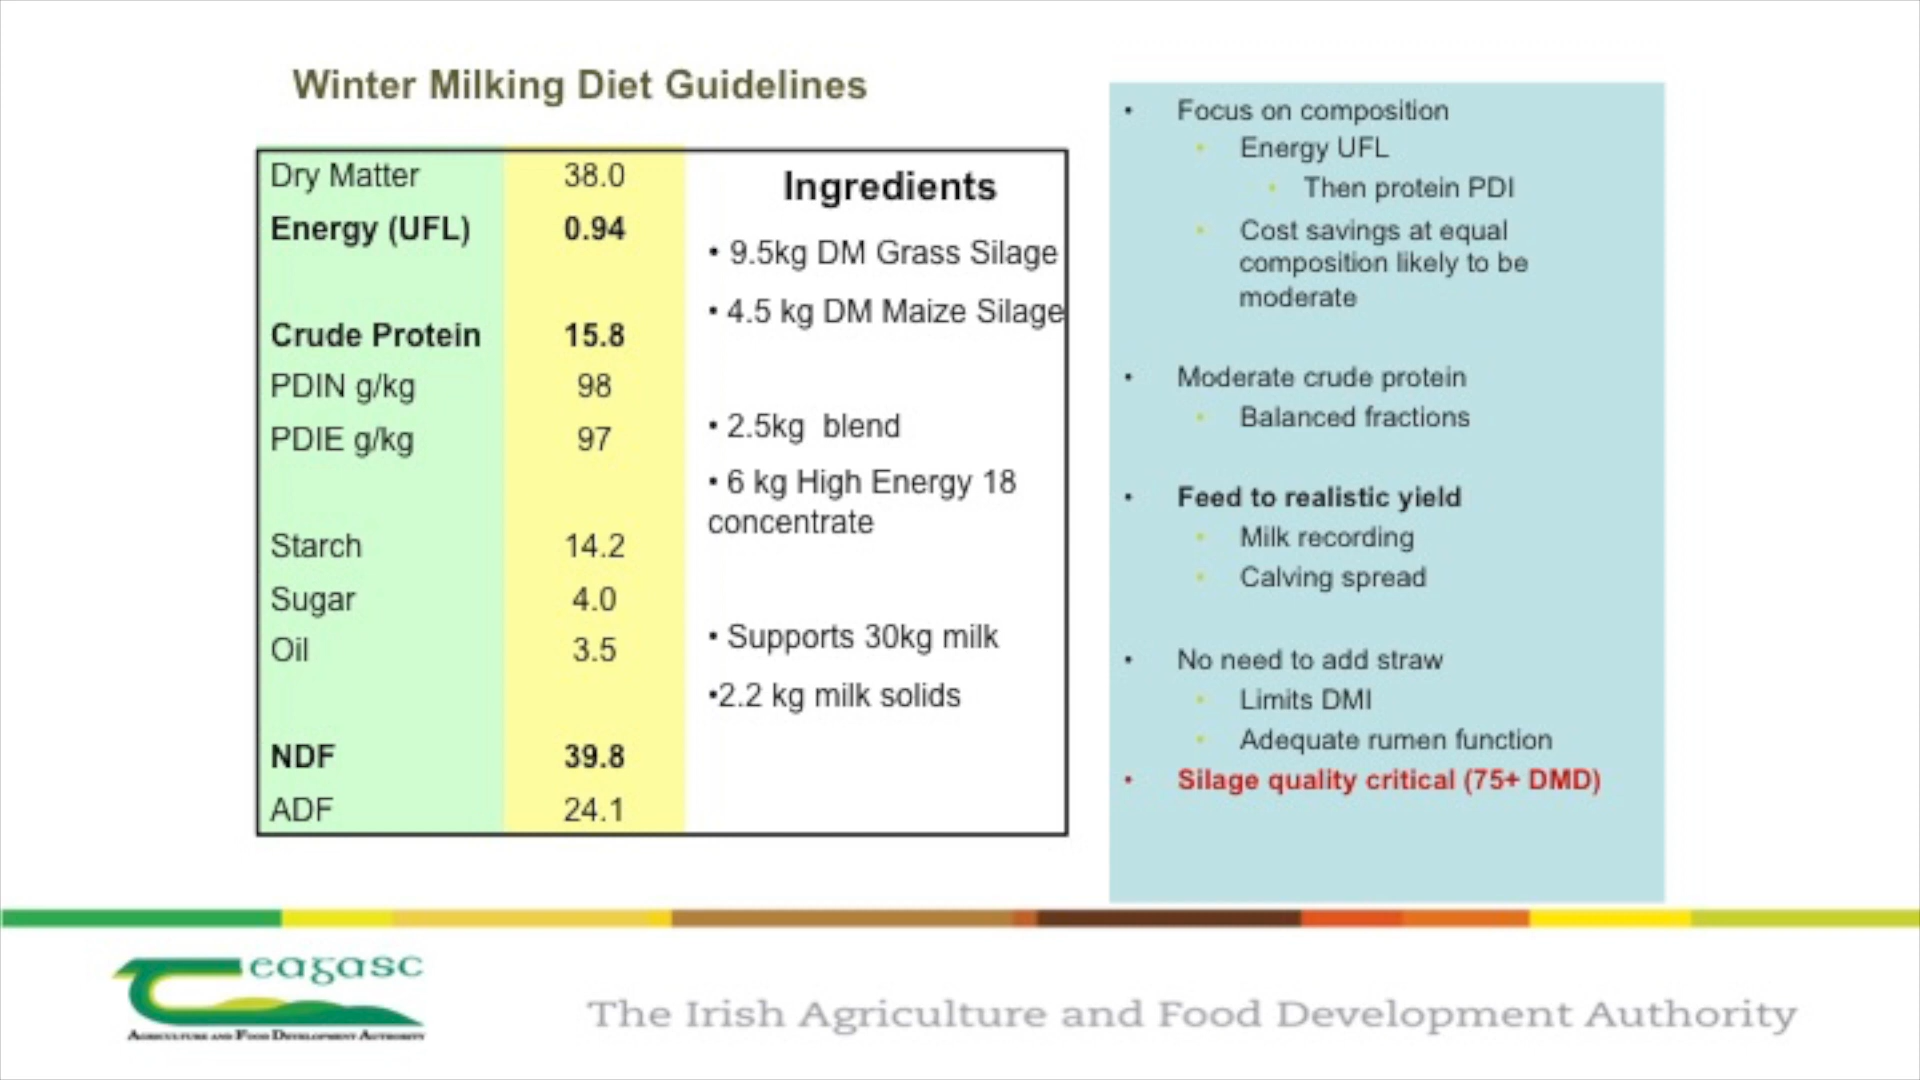 Winter Milking Diet Guidelines
Dry Matter 38.0
Energy (UFL) 0.94
Crude Protein 15.8
PDIN g/kg 98
PDIE g/kg 97
Starch 14.2
Sugar 4.0
Oil 3.5
NDF 39.8
ADF 24.1
Ingredients
• 9.5kg DM Grass Silage
• 4.5 kg DM Maize Silage
• 2.5kg blend
• 6 kg High Energy 18
concentrate
• Supports 30kg milk
•2.2 kg milk solids
• Focus on composition
• Energy UFL
• Then protein PDI
• Cost savings at equal
composition likely to be
moderate
• Moderate crude protein
• Balanced fractions
• Feed to realistic yield
• Milk recording
• Calving spread
• No need to add straw
• Limits DMI
• Adequate rumen function
• Silage quality critical (75+ DMD)
Teagasc
AGRICULTURE AND FOOD DEVELOPMENT AUTHORITY
The Irish Agriculture and Food Development Authority